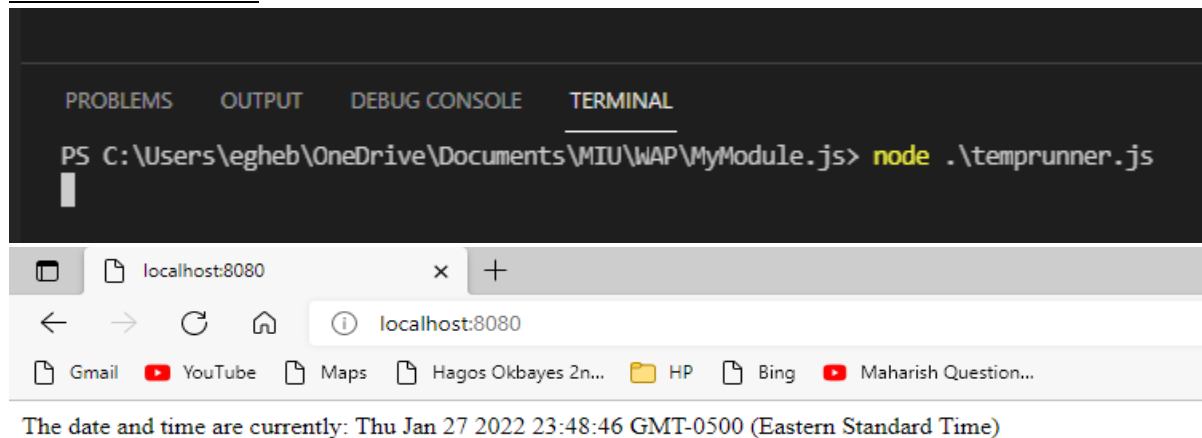 PROBLEMS OUTPUT DEBUG CONSOLE TERMINAL
PS C:\Users\egheb\OneDrive\Documents\MIU\WAP\MyModule.js> node .\temprunner.js
localhost:8080
localhost:8080
Gmail YouTube Maps Hagos Okbayes 2n... HP Bing Maharish Question...
The date and time are currently: Thu Jan 27 2022 23:48:46 GMT-0500 (Eastern Standard Time)